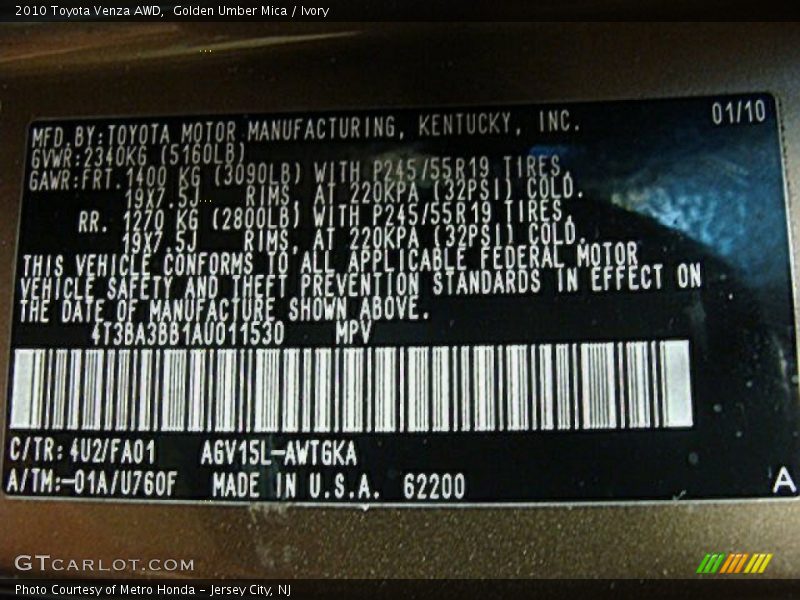 2010 Toyota Venza AWD,  Golden Umber Mica / Ivory
01/10
MFD.BY:TOYOTA MOTOR MANUFACTURING, KENTUCKY, INC.
GVWR:2340KG (5160LB)
GAWR:FRT.1400 KG (3090LB) WITH P245/55R19 TIRES,
19X7.5J RIMS, AT 220KPA (32PSI) COLD.
RR. 1270 KG (2800LB) WITH P245/55R19 TIRES,
19X7.5J RIMS, AT 220KPA (32PSI) COLD.
THIS VEHICLE CONFORMS TO ALL APPLICABLE FEDERAL MOTOR
VEHICLE SAFETY AND THEFT PREVENTION STANDARDS IN EFFECT ON
THE DATE OF MANUFACTURE SHOWN ABOVE.
4T3BA3BB1AU011530 MPV
C/TR: 4U2/FA01 AGV15L-AWTGKA
A/TM:-01A/U760F MADE IN U.S.A. 62200
A
GTcarlot.com
Photo Courtesy of Metro Honda - Jersey City, NJ